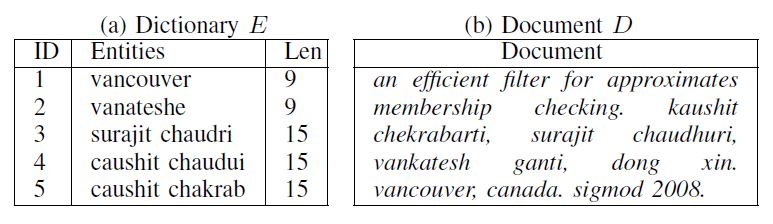 (a) Dictionary E
ID Entities Len
1 vancouver 9
2 vanateshe 9
3 surajit chaudri 15
4 caushit chaudui 15
5 caushit chakrab 15
(b) Document D
Document
an efficient filter for approximates
membership checking. kaushit
chekrabarti, surajit chaudhuri,
vankatesh ganti, dong xin.
vancouver, canada. sigmod 2008.